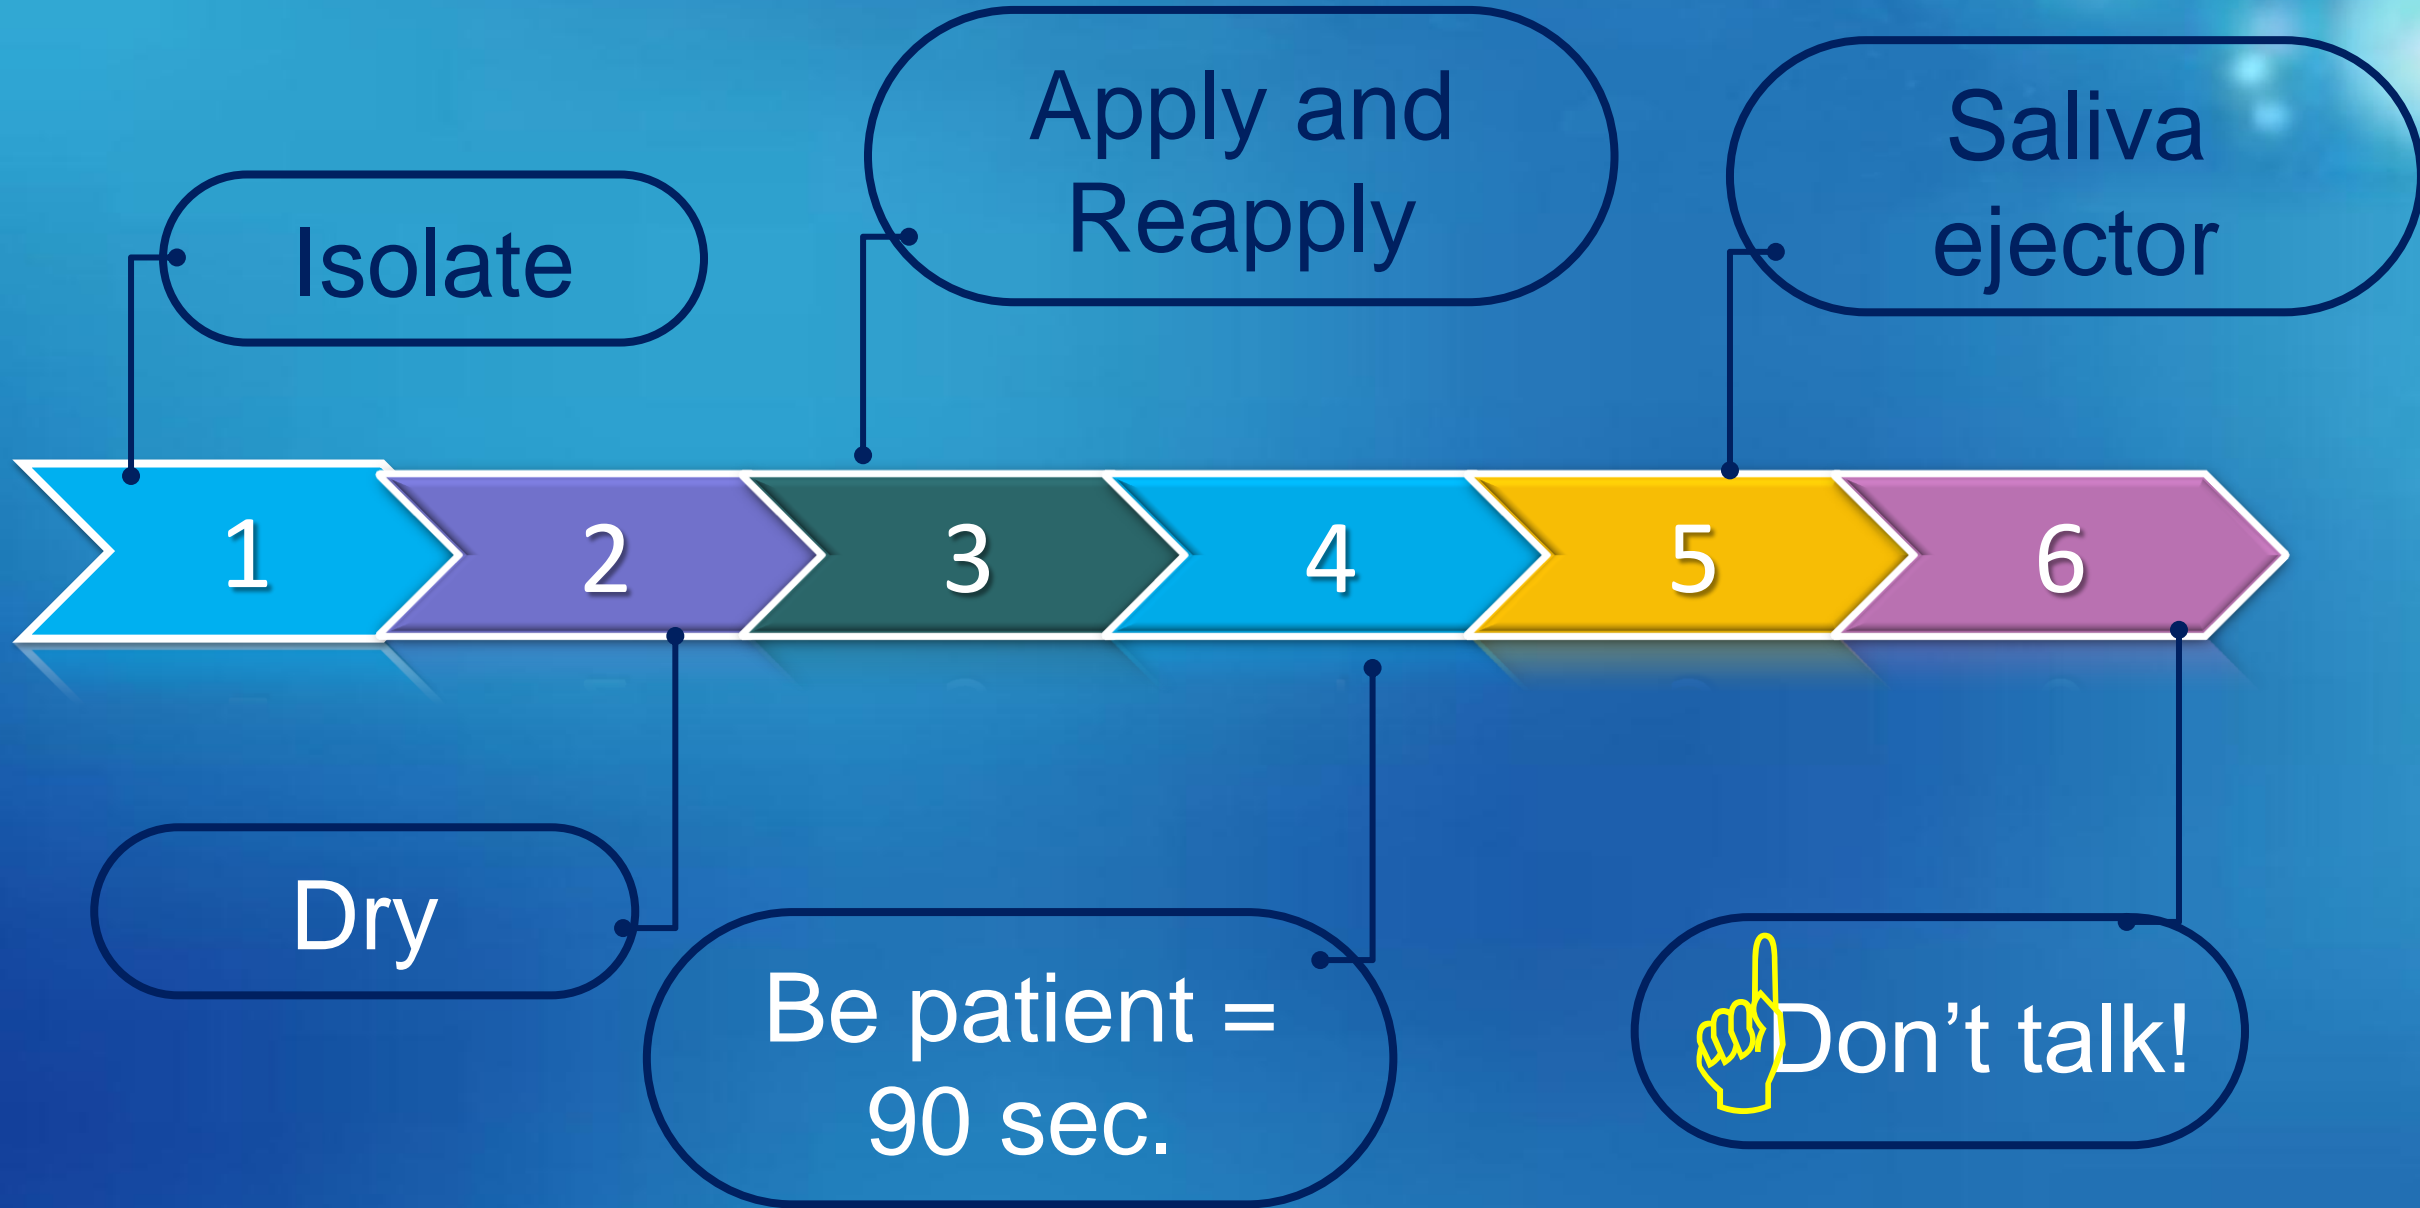 Apply and
Reapply
Saliva
ejector
Isolate
1 2 3 4 5 6
Dry
Be patient =
90 sec.
Don’t talk!